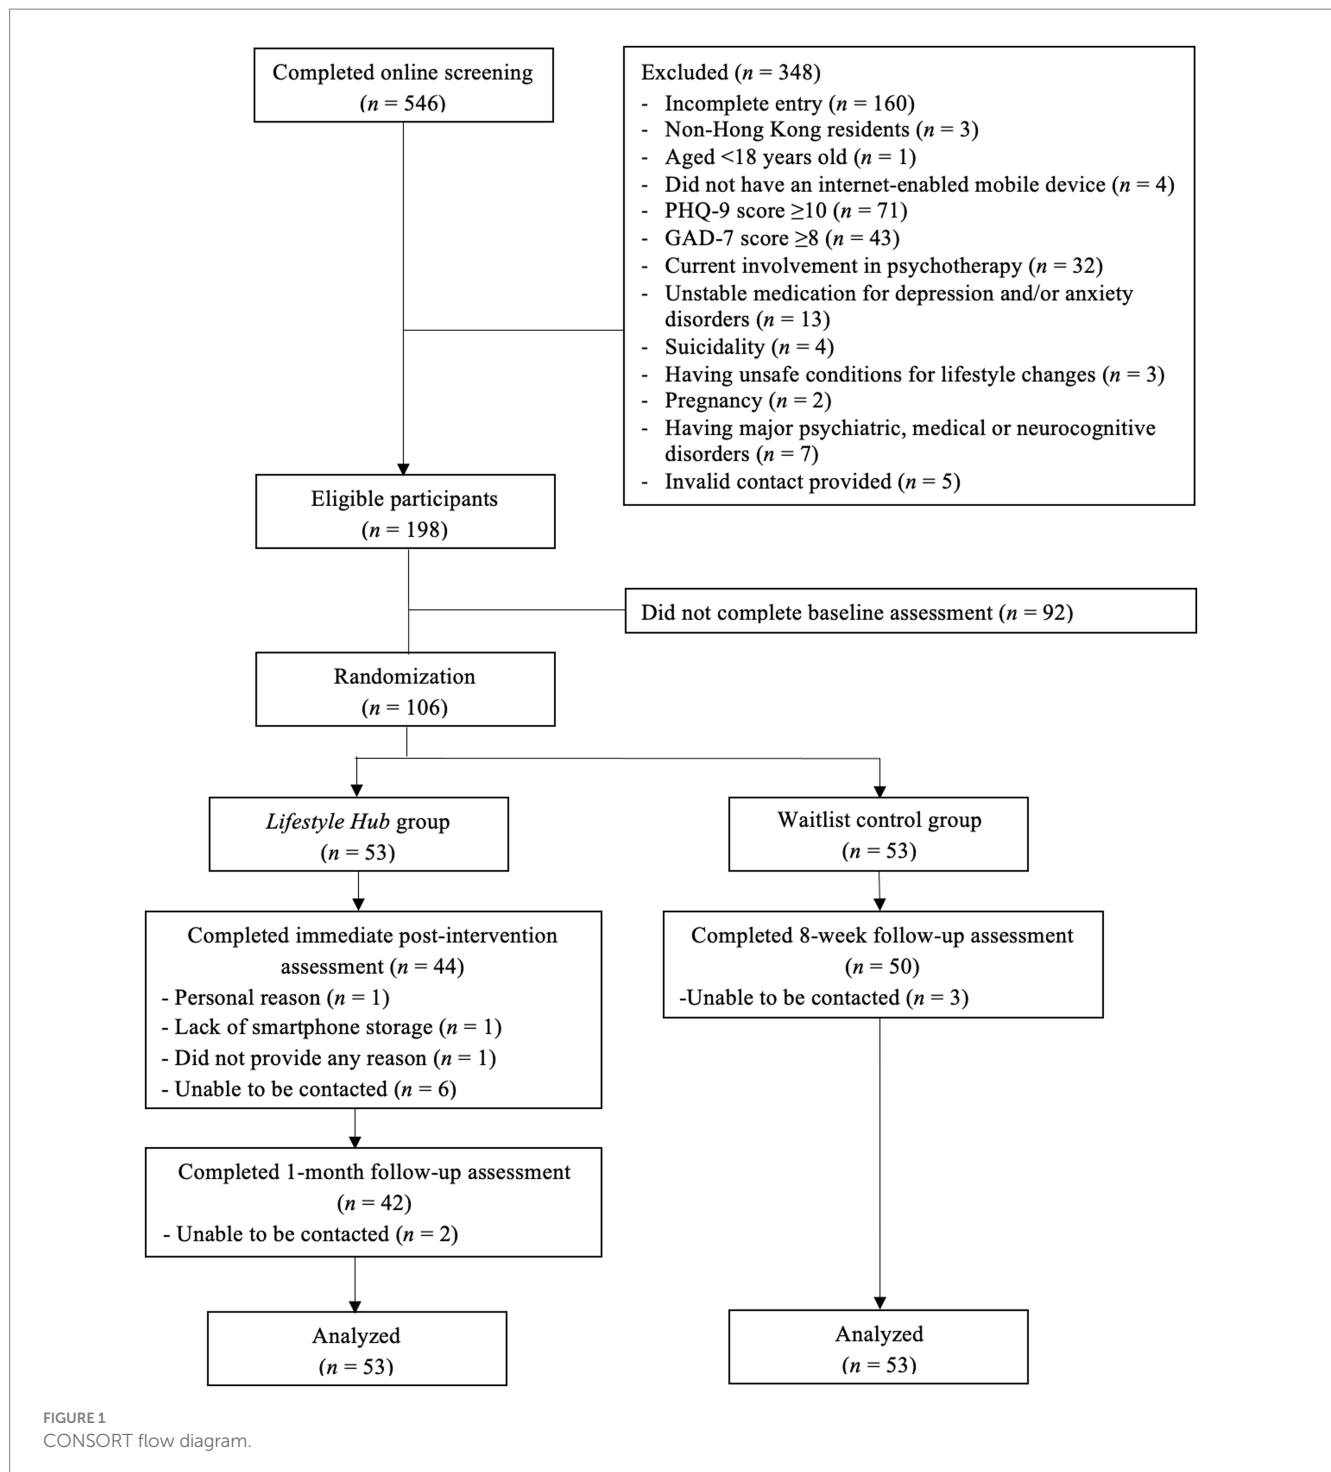 Completed online screening
(n = 546)
Excluded (n = 348)
- Incomplete entry (n = 160)
- Non-Hong Kong residents (n = 3)
- Aged <18 years old (n = 1)
- Did not have an internet-enabled mobile device (n = 4)
- PHQ-9 score ≥10 (n = 71)
- GAD-7 score ≥8 (n = 43)
- Current involvement in psychotherapy (n = 32)
- Unstable medication for depression and/or anxiety
disorders (n = 13)
- Suicidality (n = 4)
- Having unsafe conditions for lifestyle changes (n = 3)
- Pregnancy (n = 2)
- Having major psychiatric, medical or neurocognitive
disorders (n = 7)
- Invalid contact provided (n = 5)
Eligible participants
(n = 198)
Did not complete baseline assessment (n = 92)
Randomization
(n = 106)
Lifestyle Hub group
(n = 53)
Waitlist control group
(n = 53)
Completed immediate post-intervention
assessment (n = 44)
- Personal reason (n = 1)
- Lack of smartphone storage (n = 1)
- Did not provide any reason (n = 1)
- Unable to be contacted (n = 6)
Completed 8-week follow-up assessment
(n = 50)
-Unable to be contacted (n = 3)
Completed 1-month follow-up assessment
(n = 42)
- Unable to be contacted (n = 2)
Analyzed
(n = 53)
Analyzed
(n = 53)
FIGURE 1
CONSORT flow diagram.